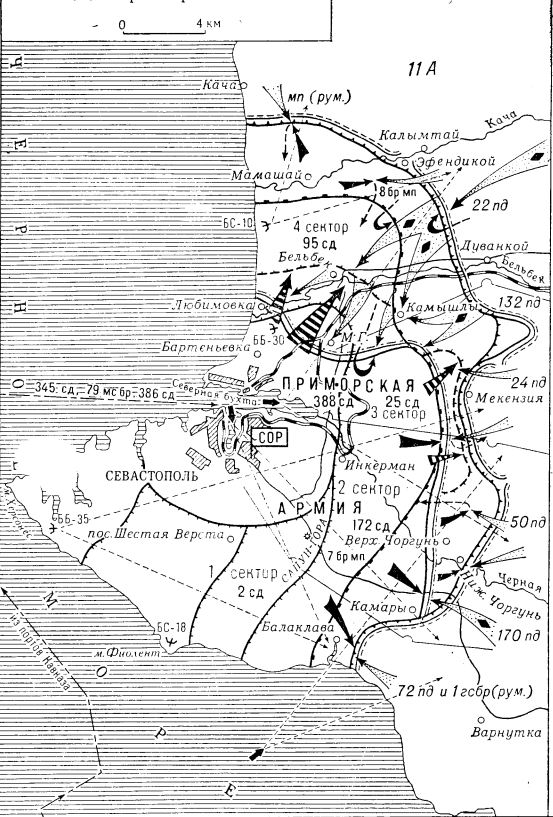 0 4 км
11 А
Кача
мп (рум.)
Кача
Калымтай
Эфендикой
Мамашай
8 бр мп
22 пд
БС-10
4 сектор
95 сд
Дуванкой
Бельбек
Бельбек
132 пд
Любимовка
Камышлы
ББ-30
Бартеньевка
М.Г.
24 пд
345 сд, 79 мсбр, 386 сд
Северная бухта
ПРИМОРСКАЯ
388 сд
25 сд
3 сектор
Мекензия
СОР
СЕВАСТОПОЛЬ
Инкерман
м. Херсонес
2 сектор
АРМИЯ
ББ-35
172 сд
50 пд
пос. Шестая Верста
САПУН-ГОРА
Верх Чоргунь
7 бр мп
1 сектор
2 сд
Черная
Ниж. Чоргунь
Камары
БС-18
Балаклава
170 пд
м. Фиолент
из портов Кавказа
72 пд и 1 гсбр (рум.)
Варнутка
ЧЕРНОЕ
МОРЕ